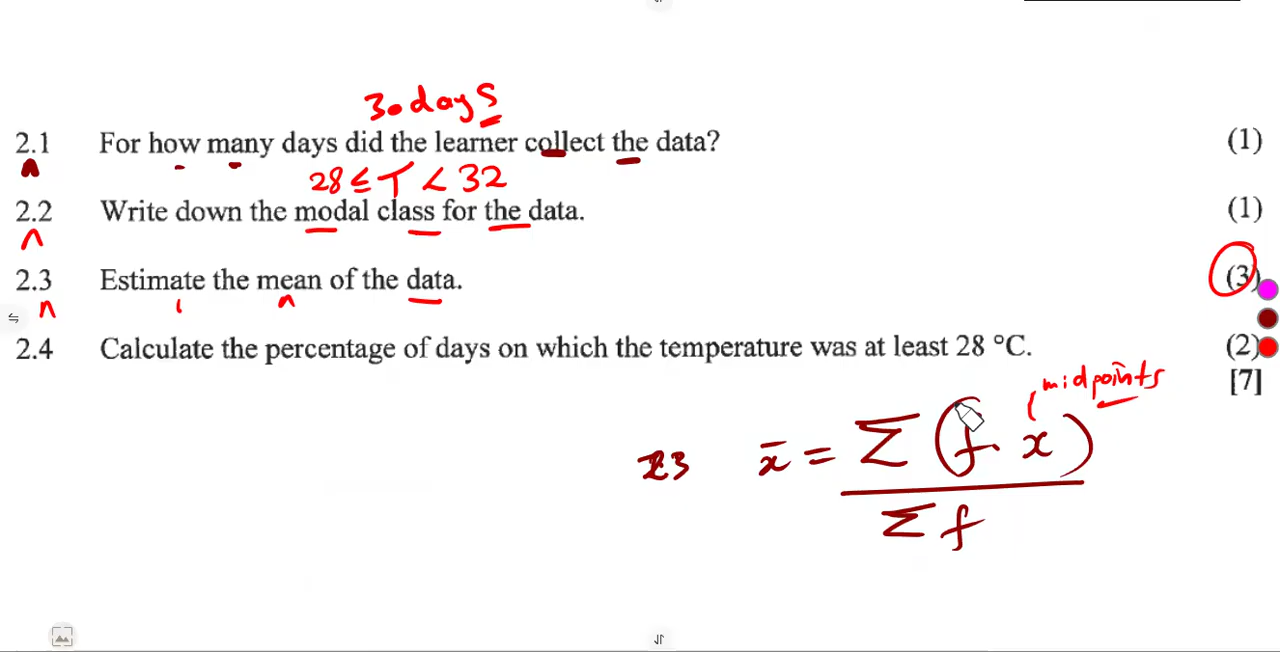 30 days
2.1 For how many days did the learner collect the data? (1)
28 ≤ T < 32
2.2 Write down the modal class for the data. (1)
2.3 Estimate the mean of the data. (3)
2.4 Calculate the percentage of days on which the temperature was at least 28 °C. (2)
[7]
midpoints
2.3 x̄ = Σ(f · x)
Σf